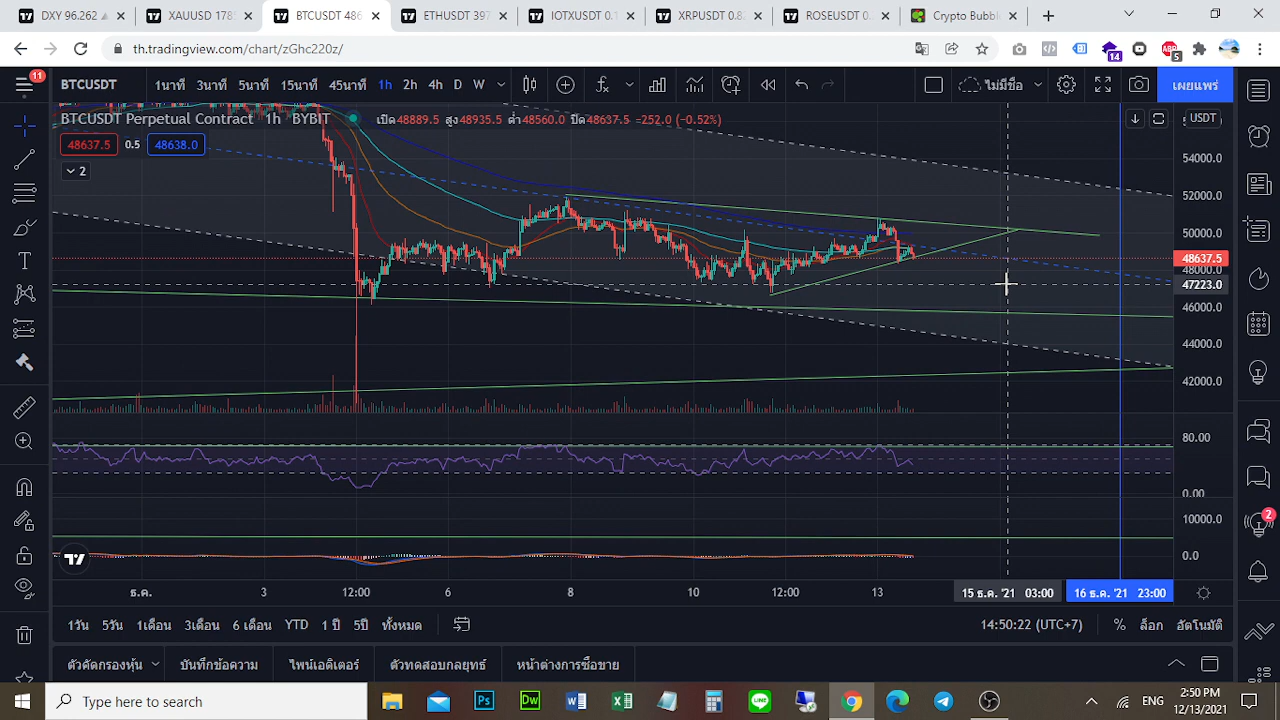 DXY 96.262
XAUUSD 178
BTCUSDT 486
ETHUSDT 3
IOTXUSDT 0.
XRPUSDT 0.8
ROSEUSDT 0.
Crypto Bubbl
th.tradingview.com/chart/zGhc220z/
14
5
11
BTCUSDT 1นาที 3นาที 5นาที 15นาที 45นาที 1h 2h 4h D W
ไม่มีชื่อ
เผยแพร่
BTCUSDT Perpetual Contract · 1h · BYBIT เปิด48889.5 สูง48935.5 ต่ำ48560.0 ปิด48637.5 −252.0 (−0.52%)
USDT
48637.5 0.5 48638.0
2
54000.0
52000.0
50000.0
48637.5
48000.0
47223.0
46000.0
44000.0
42000.0
80.00
0.00
10000.0
0.0
2
ธ.ค. 3 12:00 6 8 10 12:00 13 15 ธ.ค. '21 03:00 16 ธ.ค. '21 23:00
1วัน 5วัน 1เดือน 3เดือน 6 เดือน YTD 1 ปี 5ปี ทั้งหมด
14:50:22 (UTC+7) % ล็อก อัตโนมัติ
ตัวคัดกรองหุ้น บันทึกข้อความ ไพน์เอดิเตอร์ ตัวทดสอบกลยุทธ์ หน้าต่างการซื้อขาย
Type here to search
Ps
Dw
LINE
ENG
2:50 PM
12/13/2021